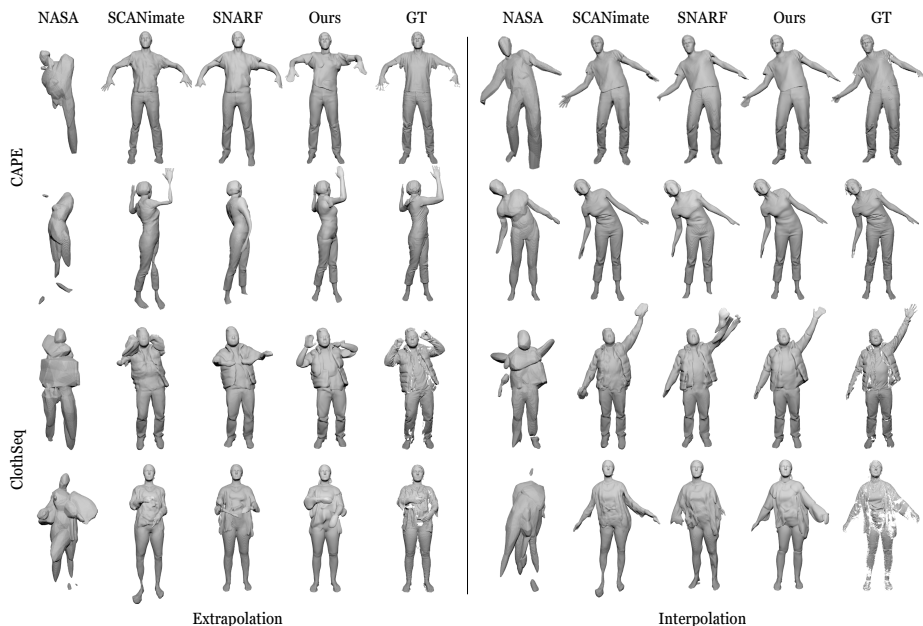 NASA SCANimate SNARF Ours GT NASA SCANimate SNARF Ours GT
CAPE
ClothSeq
Extrapolation Interpolation